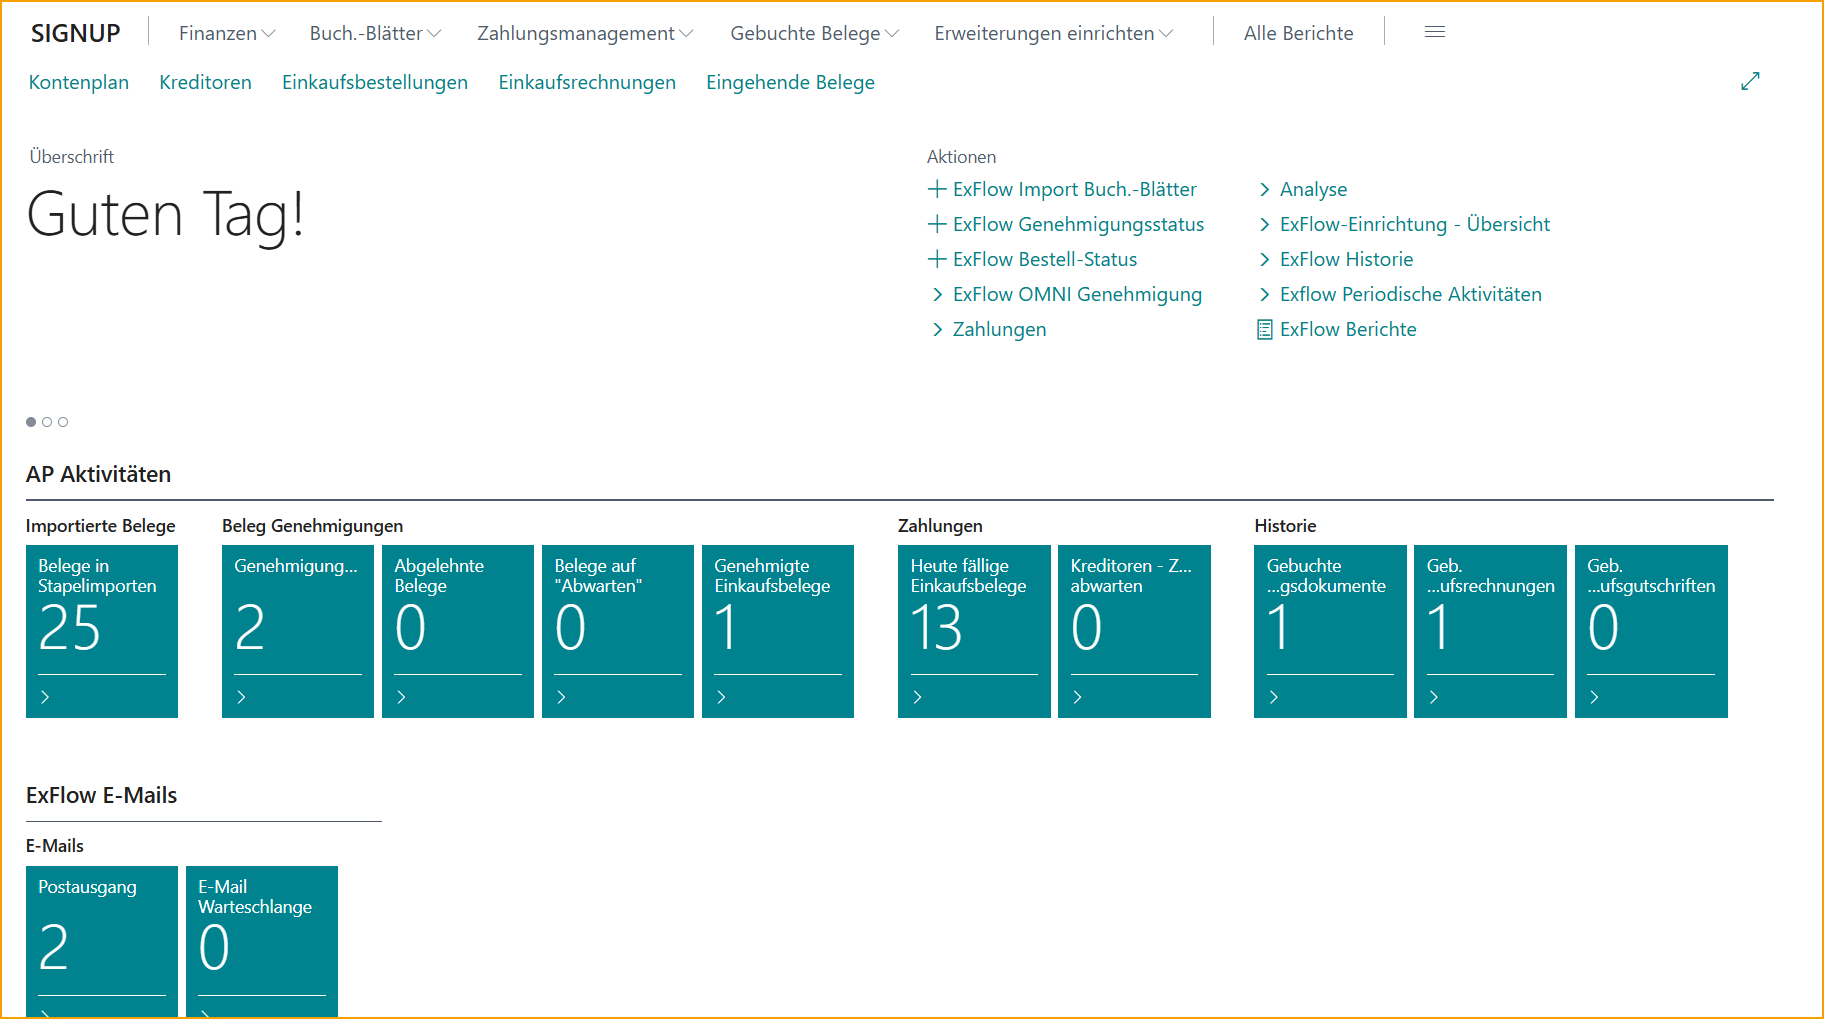 SIGNUP Finanzen Buch.-Blätter Zahlungsmanagement Gebuchte Belege Erweiterungen einrichten Alle Berichte
Kontenplan Kreditoren Einkaufsbestellungen Einkaufsrechnungen Eingehende Belege
Überschrift
Guten Tag!
Aktionen
ExFlow Import Buch.-Blätter
ExFlow Genehmigungsstatus
ExFlow Bestell-Status
ExFlow OMNI Genehmigung
Zahlungen
Analyse
ExFlow-Einrichtung - Übersicht
ExFlow Historie
Exflow Periodische Aktivitäten
ExFlow Berichte
AP Aktivitäten
Importierte Belege
Belege in
Stapelimporten
25
Beleg Genehmigungen
Genehmigung...
2
Abgelehnte
Belege
0
Belege auf
"Abwarten"
0
Genehmigte
Einkaufsbelege
1
Zahlungen
Heute fällige
Einkaufsbelege
13
Kreditoren - Z...
abwarten
0
Historie
Gebuchte
...gsdokumente
1
Geb.
...ufsrechnungen
1
Geb.
...ufsgutschriften
0
ExFlow E-Mails
E-Mails
Postausgang
2
E-Mail
Warteschlange
0